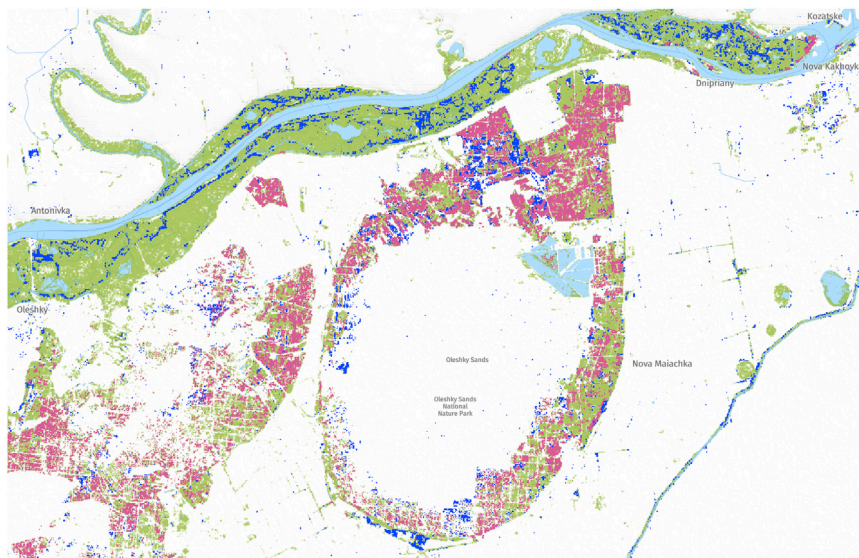 Kozatske
Nova Kakhovk
Dnipriany
Antonivka
Oleshky
Oleshky Sands
Nova Maiachka
Oleshky Sands
National
Nature Park